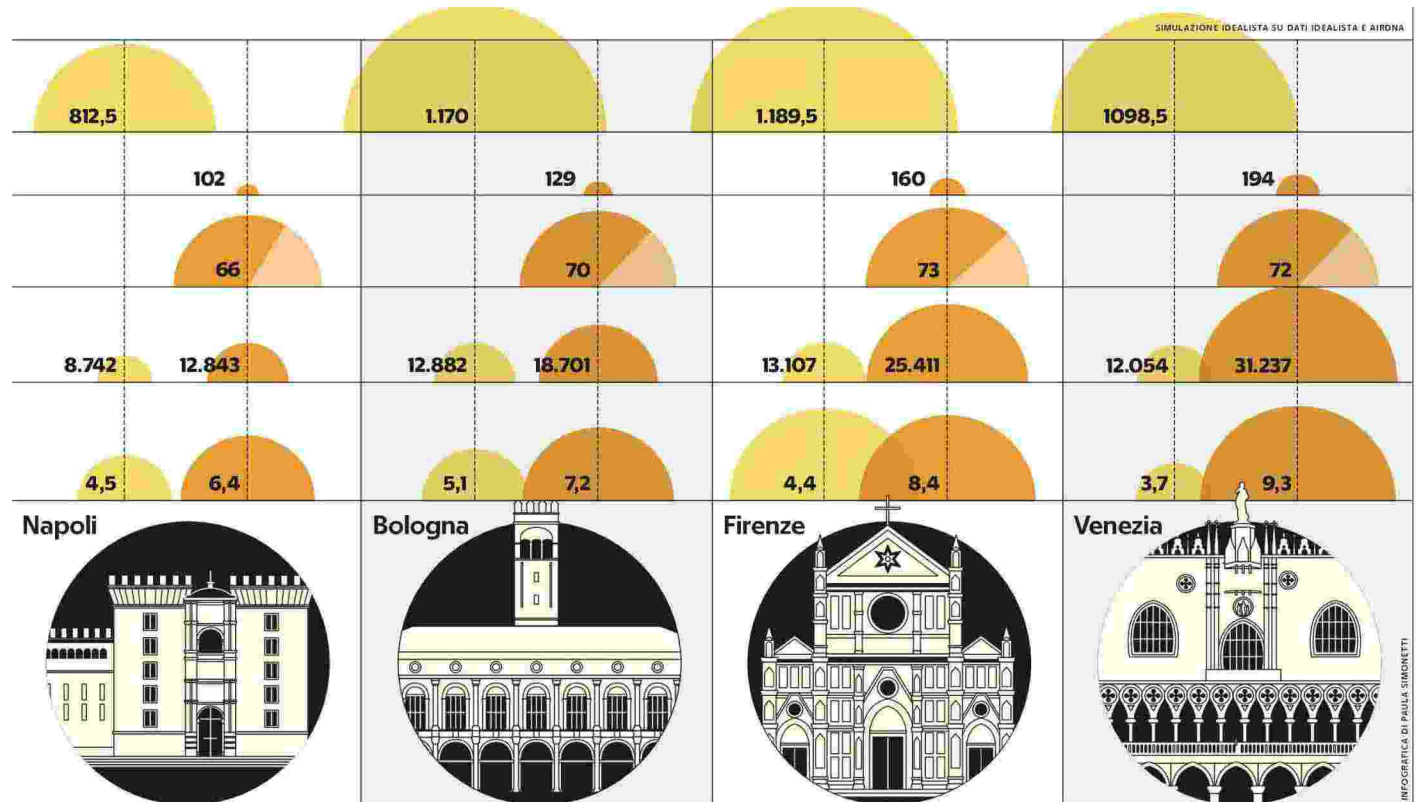 SIMULAZIONE IDEALISTA SU DATI IDEALISTA E AIRDNA
812,5 1.170 1.189,5 1098,5
102 129 160 194
66 70 73 72
8.742 12.843 12.882 18.701 13.107 25.411 12.054 31.237
4,5 6,4 5,1 7,2 4,4 8,4 3,7 9,3
Napoli Bologna Firenze Venezia
INFOGRAFICA DI PAULA SIMONETTI